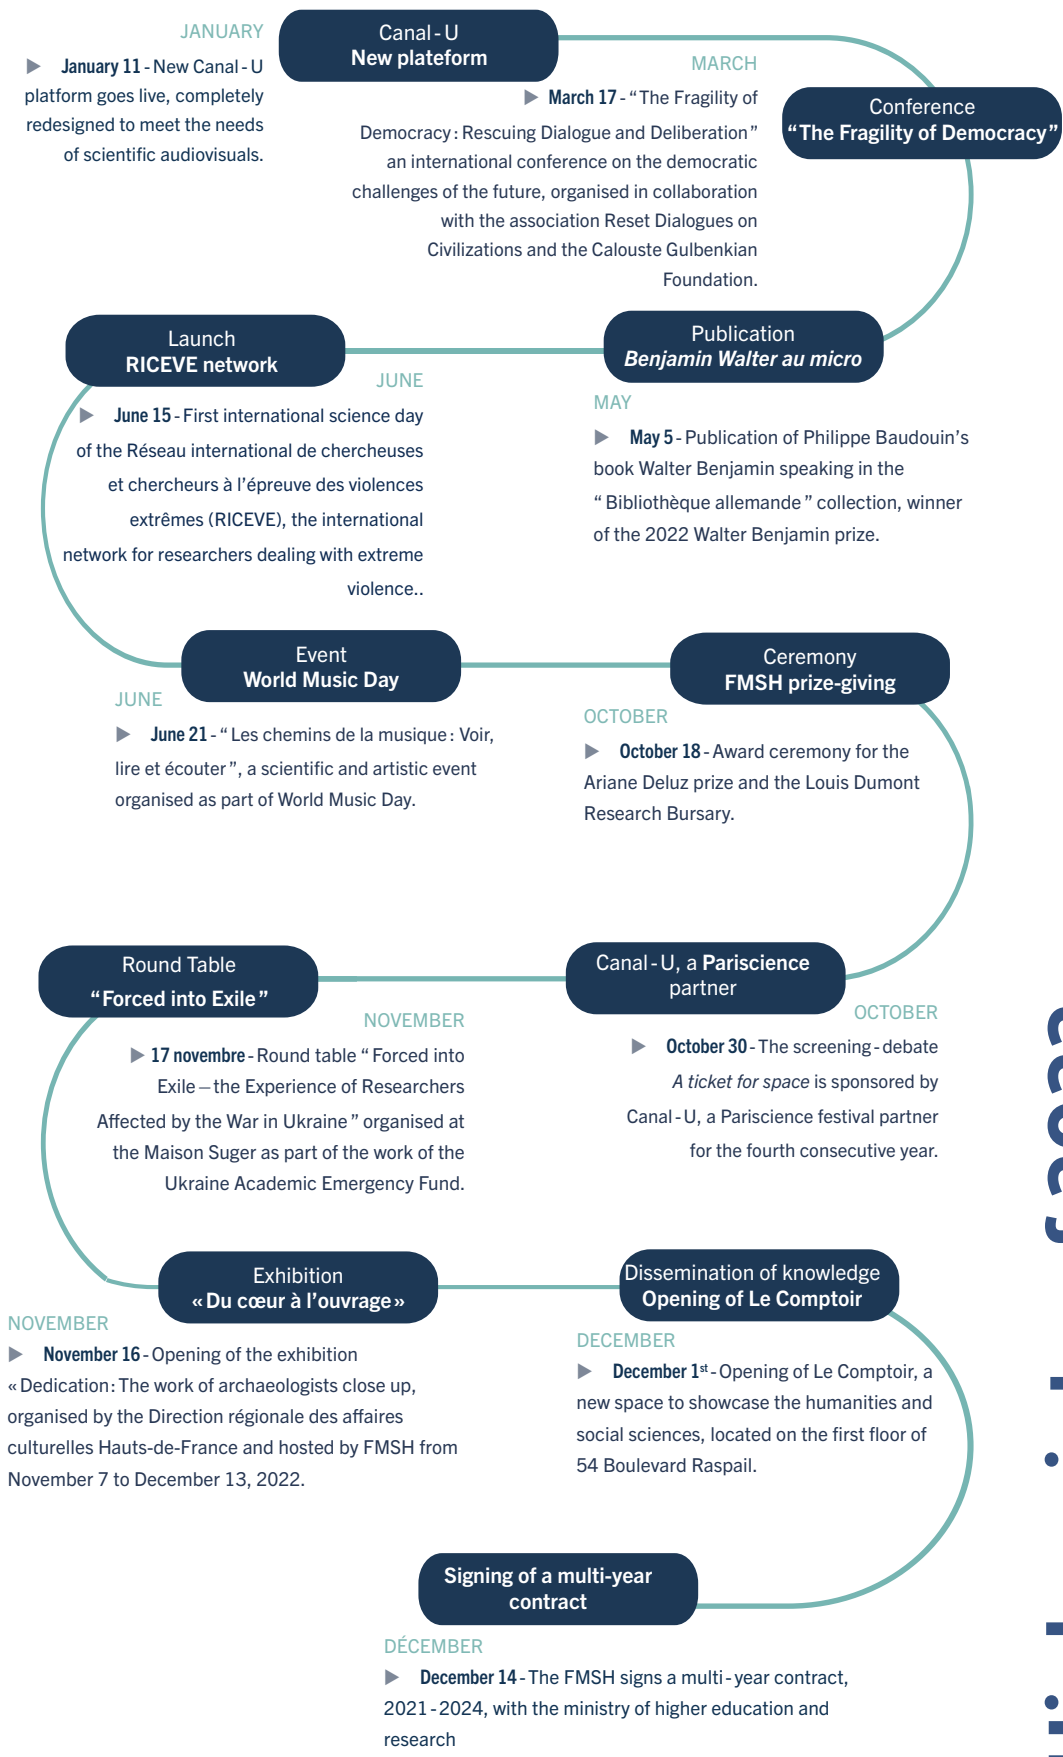 JANUARY
▶ January 11 - New Canal-U
platform goes live, completely
redesigned to meet the needs
of scientific audiovisuals.
Canal-U
New plateform
MARCH
▶ March 17 - “The Fragility of
Democracy: Rescuing Dialogue and Deliberation”
an international conference on the democratic
challenges of the future, organised in collaboration
with the association Reset Dialogues on
Civilizations and the Calouste Gulbenkian
Foundation.
Conference
“The Fragility of Democracy”
Publication
Benjamin Walter au micro
MAY
▶ May 5 - Publication of Philippe Baudouin’s
book Walter Benjamin speaking in the
“Bibliothèque allemande” collection, winner
of the 2022 Walter Benjamin prize.
Launch
RICEVE network
JUNE
▶ June 15 - First international science day
of the Réseau international de chercheuses
et chercheurs à l’épreuve des violences
extrêmes (RICEVE), the international
network for researchers dealing with extreme
violence..
Event
World Music Day
JUNE
▶ June 21 - “Les chemins de la musique: Voir,
lire et écouter”, a scientific and artistic event
organised as part of World Music Day.
Ceremony
FMSH prize-giving
OCTOBER
▶ October 18 - Award ceremony for the
Ariane Deluz prize and the Louis Dumont
Research Bursary.
Canal-U, a Pariscience
partner
OCTOBER
▶ October 30 - The screening-debate
A ticket for space is sponsored by
Canal-U, a Pariscience festival partner
for the fourth consecutive year.
Round Table
“Forced into Exile”
NOVEMBER
▶ 17 novembre - Round table “Forced into
Exile – the Experience of Researchers
Affected by the War in Ukraine” organised at
the Maison Suger as part of the work of the
Ukraine Academic Emergency Fund.
Exhibition
«Du cœur à l’ouvrage»
NOVEMBER
▶ November 16 - Opening of the exhibition
«Dedication: The work of archaeologists close up,
organised by the Direction régionale des affaires
culturelles Hauts-de-France and hosted by FMSH from
November 7 to December 13, 2022.
Dissemination of knowledge
Opening of Le Comptoir
DECEMBER
▶ December 1st - Opening of Le Comptoir, a
new space to showcase the humanities and
social sciences, located on the first floor of
54 Boulevard Raspail.
Signing of a multi-year
contract
DÉCEMBER
▶ December 14 - The FMSH signs a multi-year contract,
2021-2024, with the ministry of higher education and
research